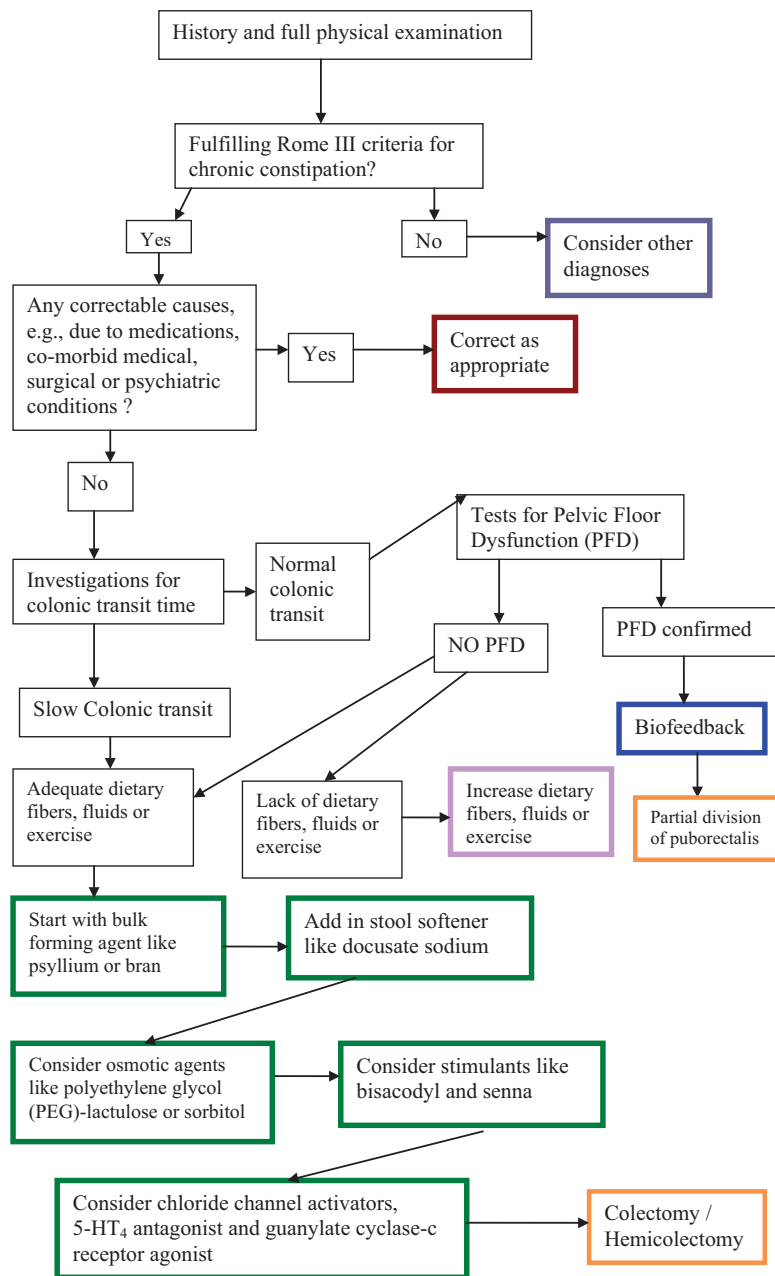 History and full physical examination
Fulfilling Rome III criteria for
chronic constipation?
Yes
No
Consider other
diagnoses
Any correctable causes,
e.g., due to medications,
co-morbid medical,
surgical or psychiatric
conditions ?
Yes
Correct as
appropriate
No
Tests for Pelvic Floor
Dysfunction (PFD)
Investigations for
colonic transit time
Normal
colonic
transit
NO PFD
PFD confirmed
Slow Colonic transit
Biofeedback
Adequate dietary
fibers, fluids or
exercise
Lack of dietary
fibers, fluids or
exercise
Increase dietary
fibers, fluids or
exercise
Partial division
of puborectalis
Start with bulk
forming agent like
psyllium or bran
Add in stool softener
like docusate sodium
Consider osmotic agents
like polyethylene glycol
(PEG)-lactulose or sorbitol
Consider stimulants like
bisacodyl and senna
Consider chloride channel activators,
5-HT₄ antagonist and guanylate cyclase-c
receptor agonist
Colectomy /
Hemicolectomy